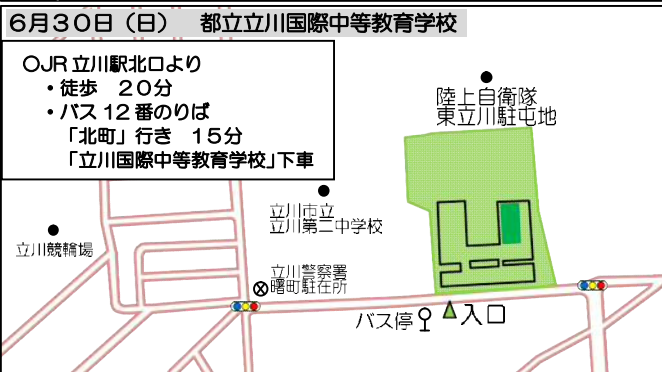 ６月３０日（日）　都立立川国際中等教育学校
〇JR 立川駅北口より
・徒歩　２０分
・バス 12 番のりば
「北町」行き　１５分
「立川国際中等教育学校」下車
陸上自衛隊
東立川駐屯地
立川市立
立川第二中学校
立川競輪場
立川警察署
曙町駐在所
バス停
入口